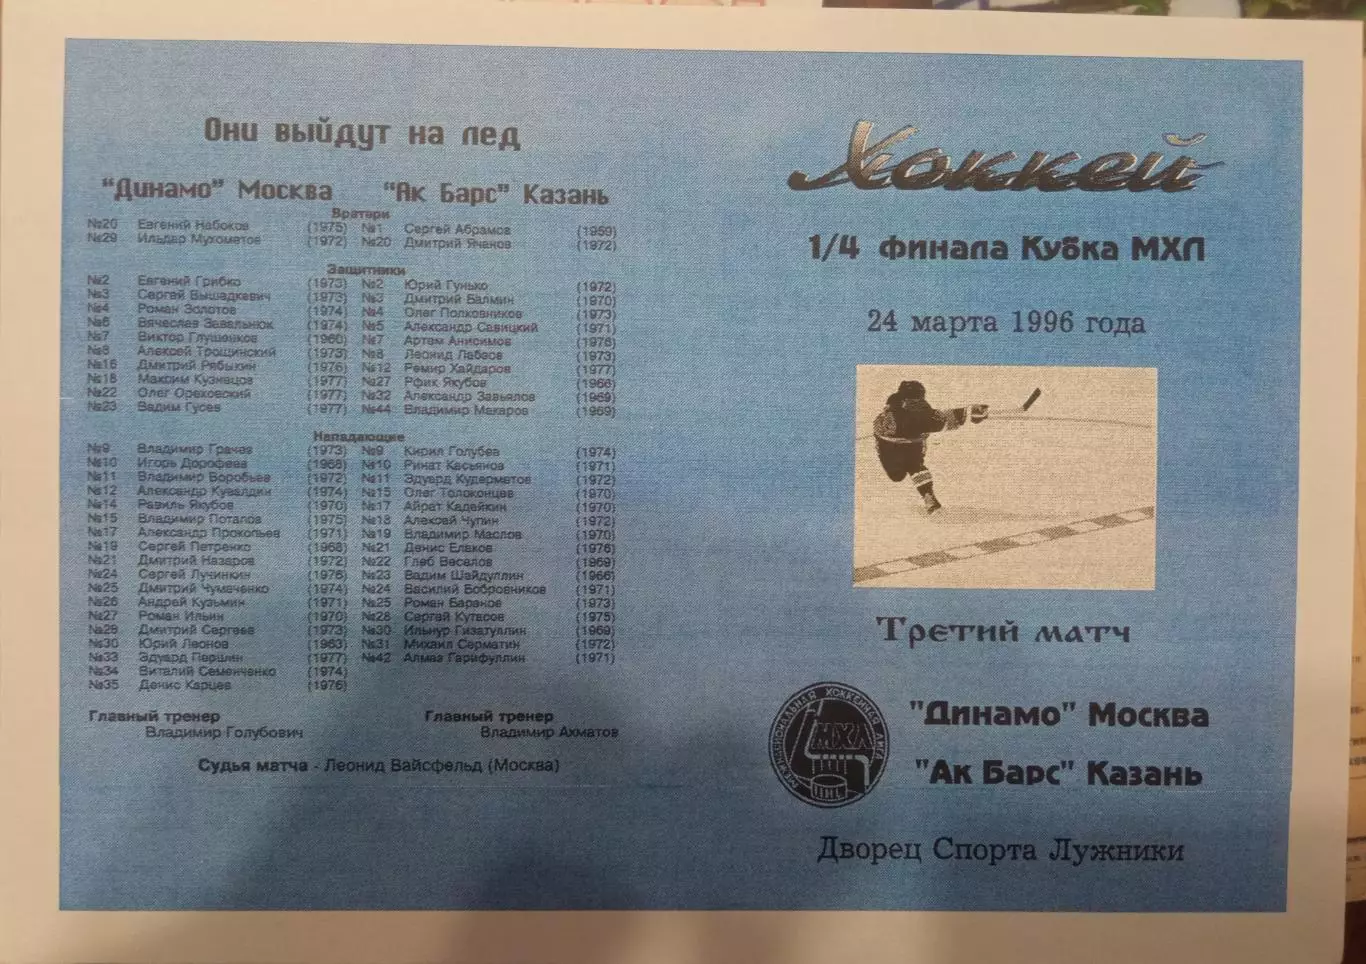 Они выйдут на лед
"Динамо" Москва "Ак Барс" Казань
Вратари
№20 Евгений Набоков (1975) №1 Сергей Абрамов (1959)
№29 Ильдар Мухометов (1972) №20 Дмитрий Ячанов (1972)
Защитники
№2 Евгений Грибко (1973) №2 Юрий Гунько (1972)
№3 Сергей Вышедкевич (1973) №3 Дмитрий Балмин (1970)
№4 Роман Золотов (1974) №4 Олег Полковников (1973)
№6 Вячеслав Завальнюк (1974) №5 Александр Савицкий (1971)
№7 Виктор Глушенков (1960) №7 Артем Анисимов (1976)
№8 Алексей Трощинский (1973) №8 Леонид Лабзов (1973)
№16 Дмитрий Рябыкин (1976) №12 Ремир Хайдаров (1977)
№18 Максим Кузнецов (1977) №27 Рфик Якубов (1966)
№22 Олег Ореховский (1977) №32 Александр Завьялов (1969)
№23 Вадим Гусев (1977) №44 Владимир Макаров (1969)
Нападающие
№9 Владимир Грачев (1973) №9 Кирил Голубев (1974)
№10 Игорь Дорофеев (1968) №10 Ринат Касьянов (1971)
№11 Владимир Воробьев (1972) №11 Эдуард Кудерматов (1972)
№12 Александр Кувалдин (1974) №15 Олег Толоконцев (1970)
№14 Равиль Якубов (1970) №17 Айрат Кадейкин (1970)
№15 Владимир Потапов (1975) №18 Алексей Чупин (1972)
№17 Александр Прокопьев (1971) №19 Владимир Маслов (1970)
№19 Сергей Петренко (1968) №21 Денис Елаков (1976)
№21 Дмитрий Назаров (1972) №22 Глеб Веселов (1969)
№24 Сергей Лучинкин (1976) №23 Вадим Шайдуллин (1966)
№25 Дмитрий Чумаченко (1974) №24 Василий Бобровников (1971)
№26 Андрей Кузьмин (1971) №25 Роман Баранов (1973)
№27 Роман Ильин (1970) №28 Сергей Кутасов (1975)
№28 Дмитрий Сергеев (1973) №30 Ильнур Гизатуллин (1969)
№30 Юрий Леонов (1963) №31 Михаил Сарматин (1972)
№33 Эдуард Першин (1977) №42 Алмаз Гарифуллин (1971)
№34 Виталий Семенченко (1974)
№35 Денис Карцев (1976)
Главный тренер Главный тренер
Владимир Голубович Владимир Ахматов
Судья матча - Леонид Вайсфельд (Москва)
Хоккей
1/4 финала Кубка МХЛ
24 марта 1996 года
Третий матч
МЕЖНАЦИОНАЛЬНАЯ ХОККЕЙНАЯ ЛИГА
МХЛ
IHL
"Динамо" Москва
"Ак Барс" Казань
Дворец Спорта Лужники